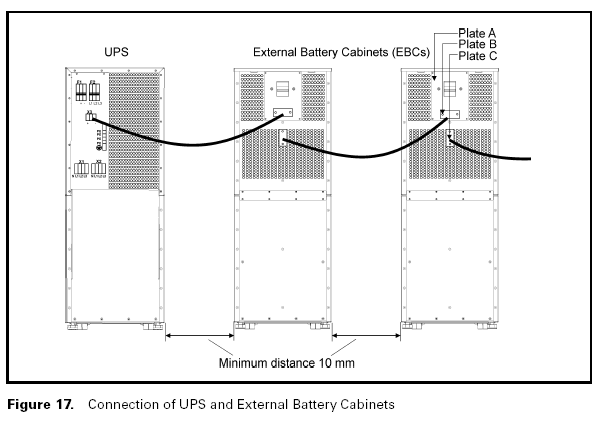 Plate A
UPS
External Battery Cabinets (EBCs)
Plate B
Plate C
Minimum distance 10 mm
Figure 17. Connection of UPS and External Battery Cabinets